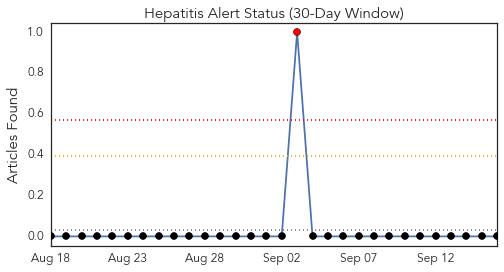 Hepatitis Alert Status (30-Day Window)
Articles Found
1.0
0.8
0.6
0.4
0.2
0.0
Aug 18 Aug 23 Aug 28 Sep 02 Sep 07 Sep 12